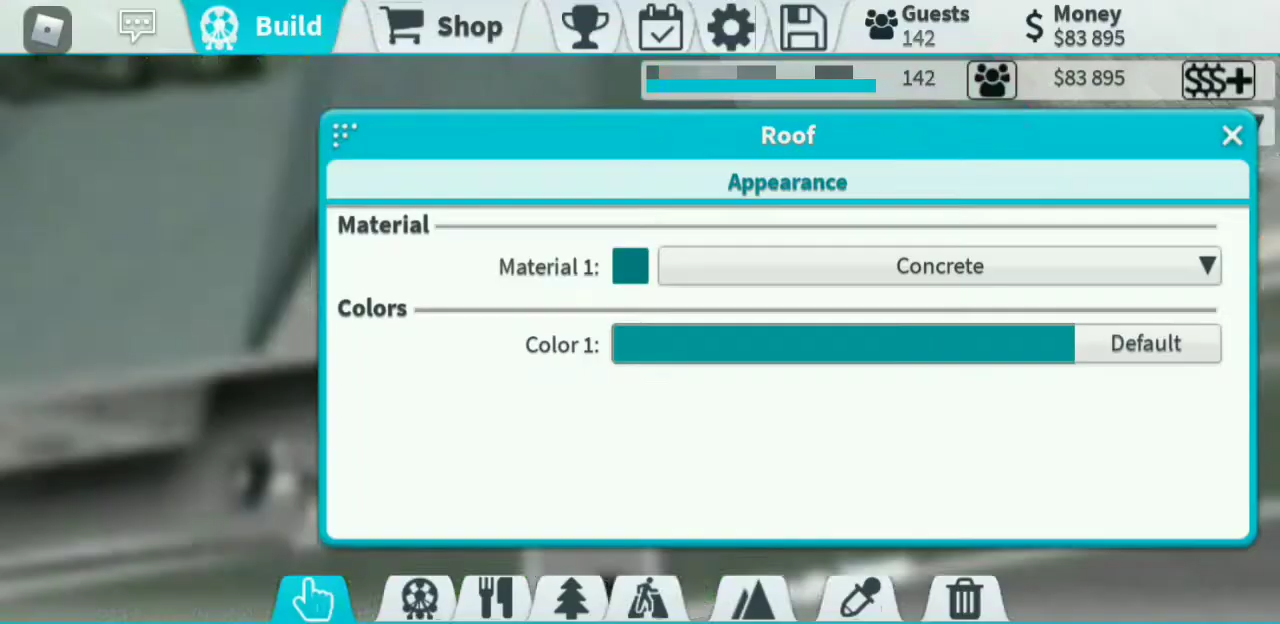 Build
Shop
Guests
142
Money
$83 895
142
$83 895
$$$+
Roof
Appearance
Material
Material 1:
Concrete
Colors
Color 1:
Default